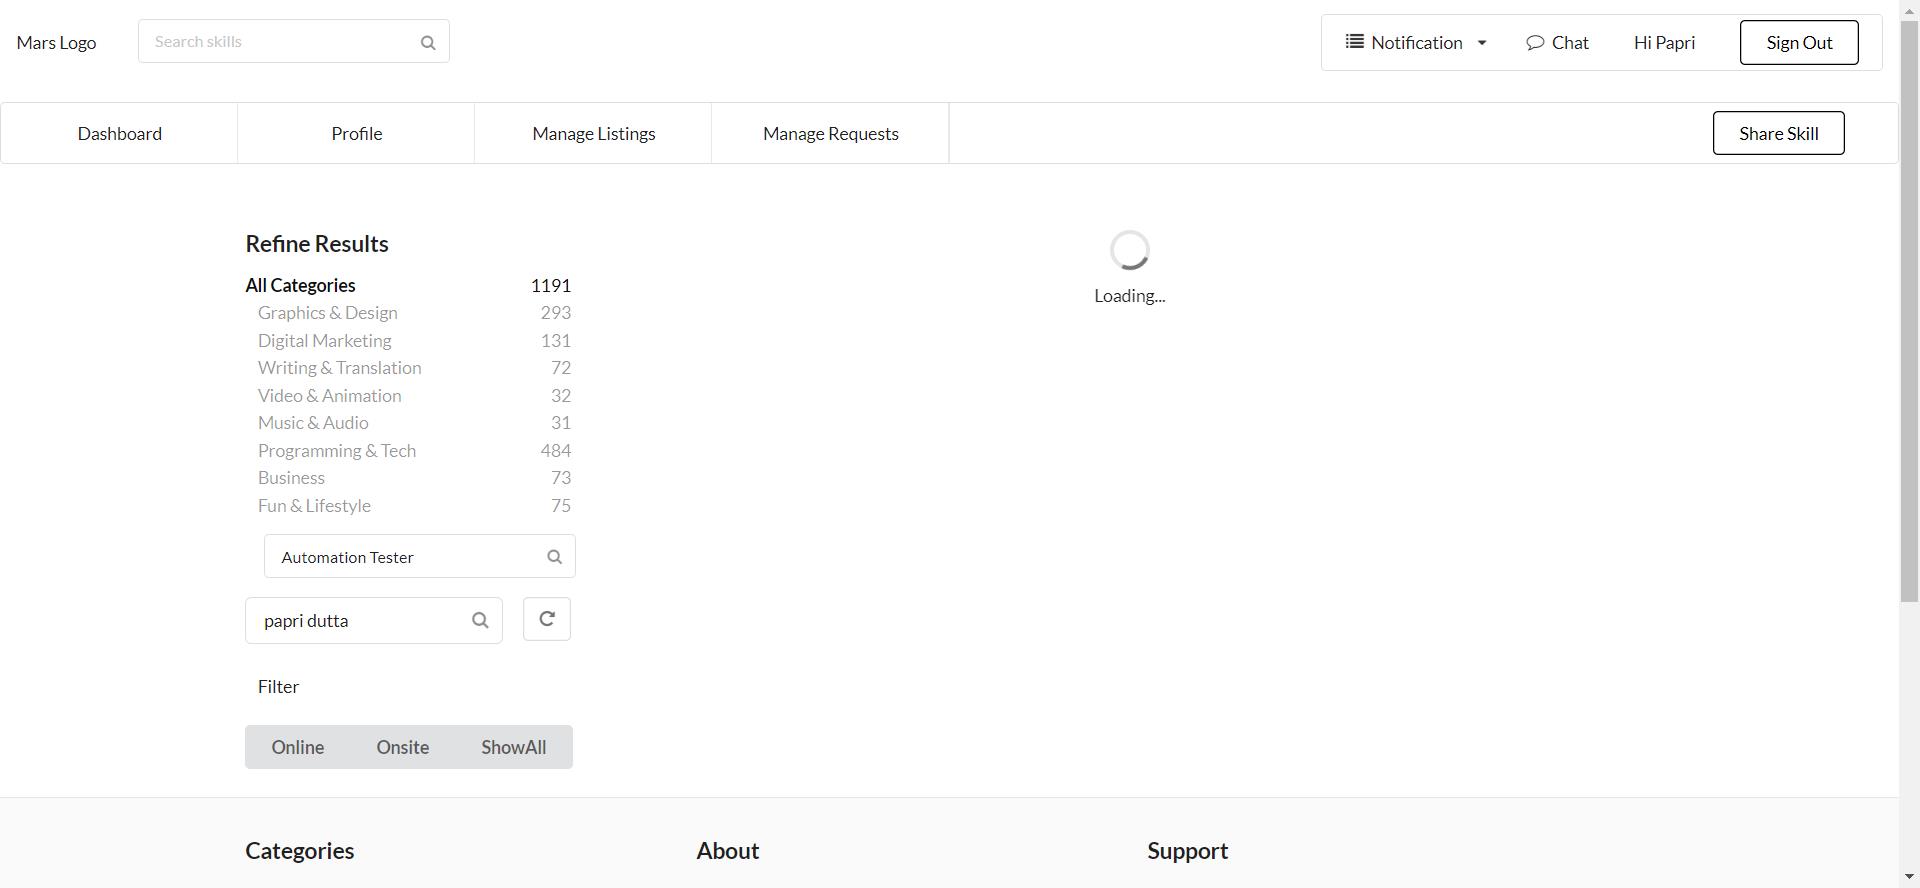 Mars Logo
Search skills
Notification
Chat
Hi Papri
Sign Out
Dashboard
Profile
Manage Listings
Manage Requests
Share Skill
Refine Results
All Categories 1191
Graphics & Design 293
Digital Marketing 131
Writing & Translation 72
Video & Animation 32
Music & Audio 31
Programming & Tech 484
Business 73
Fun & Lifestyle 75
Automation Tester
papri dutta
Filter
Online Onsite ShowAll
Loading...
Categories
About
Support